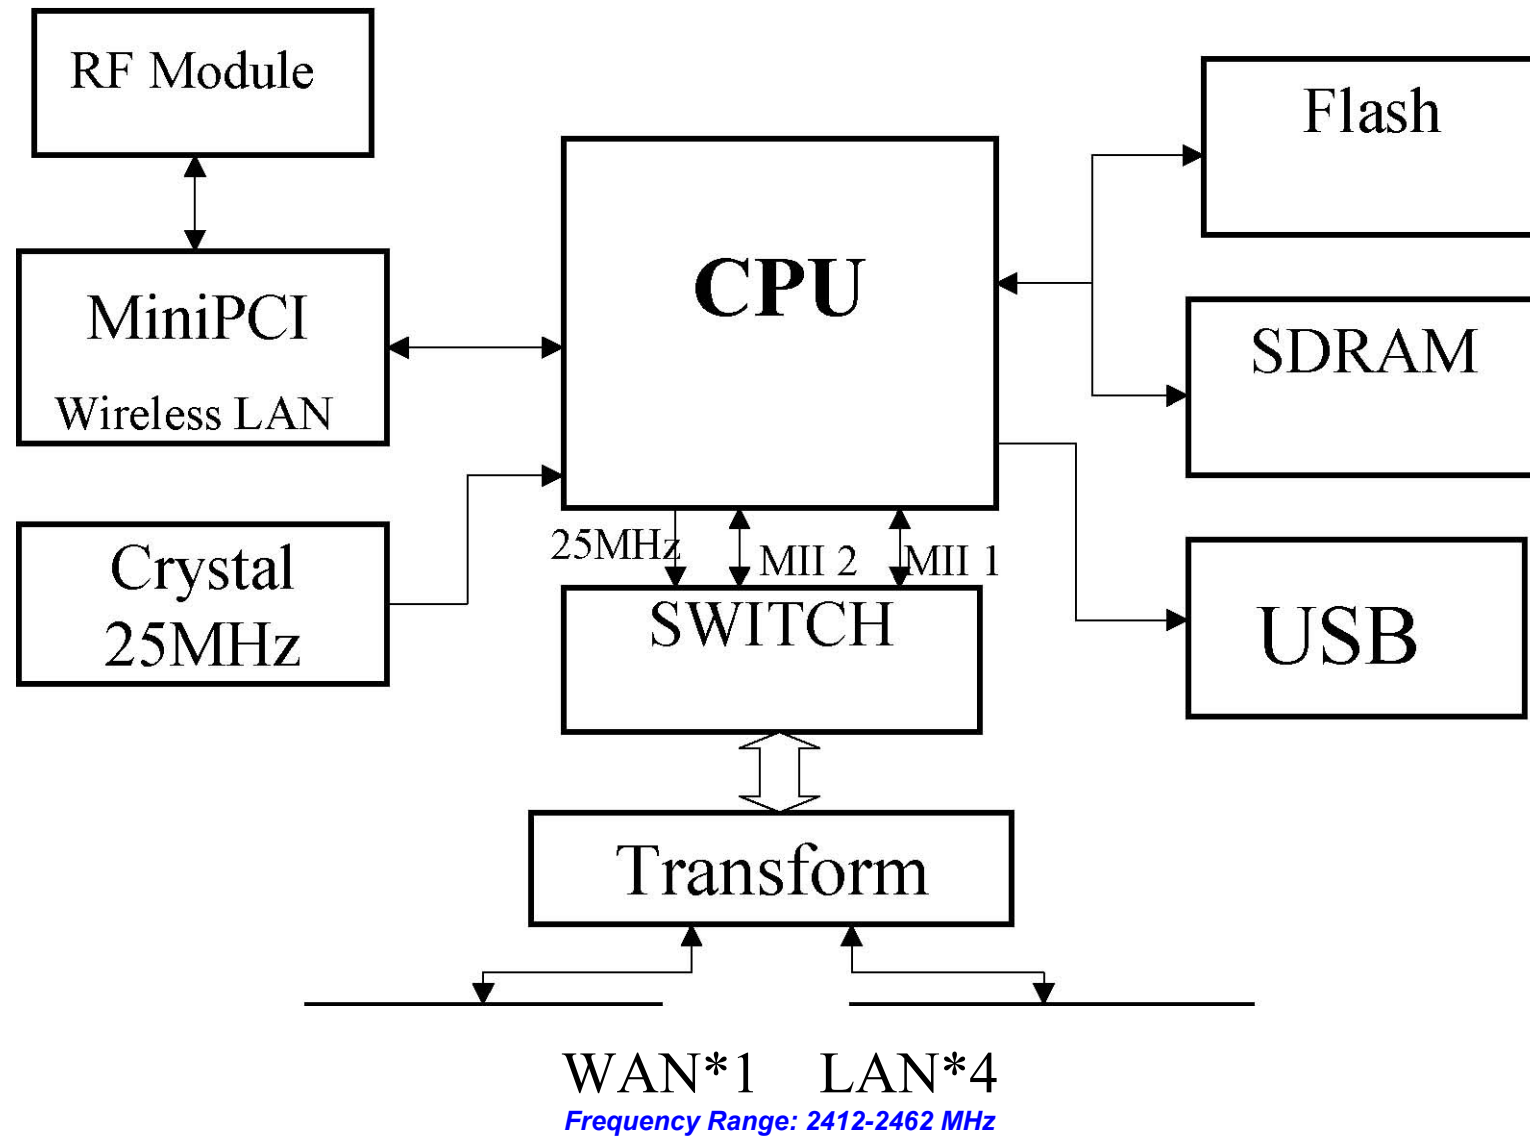 RF Module
Flash
CPU
MiniPCI
Wireless LAN
SDRAM
Crystal
25MHz
25MHz
MII 2
MII 1
SWITCH
USB
Transform
WAN*1 LAN*4
Frequency Range: 2412-2462 MHz